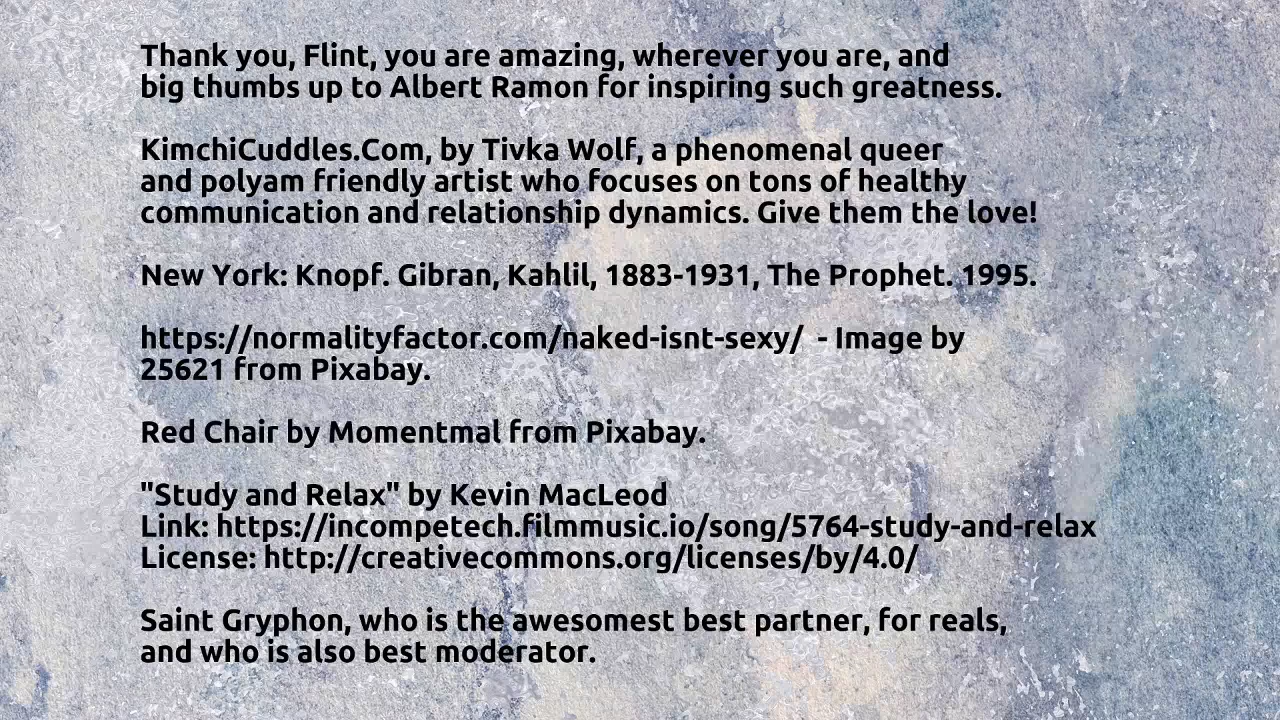 Thank you, Flint, you are amazing, wherever you are, and
big thumbs up to Albert Ramon for inspiring such greatness.
KimchiCuddles.Com, by Tivka Wolf, a phenomenal queer
and polyam friendly artist who focuses on tons of healthy
communication and relationship dynamics. Give them the love!
New York: Knopf. Gibran, Kahlil, 1883-1931, The Prophet. 1995.
https://normalityfactor.com/naked-isnt-sexy/  - Image by
25621 from Pixabay.
Red Chair by Momentmal from Pixabay.
"Study and Relax" by Kevin MacLeod
Link: https://incompetech.filmmusic.io/song/5764-study-and-relax
License: http://creativecommons.org/licenses/by/4.0/
Saint Gryphon, who is the awesomest best partner, for reals,
and who is also best moderator.